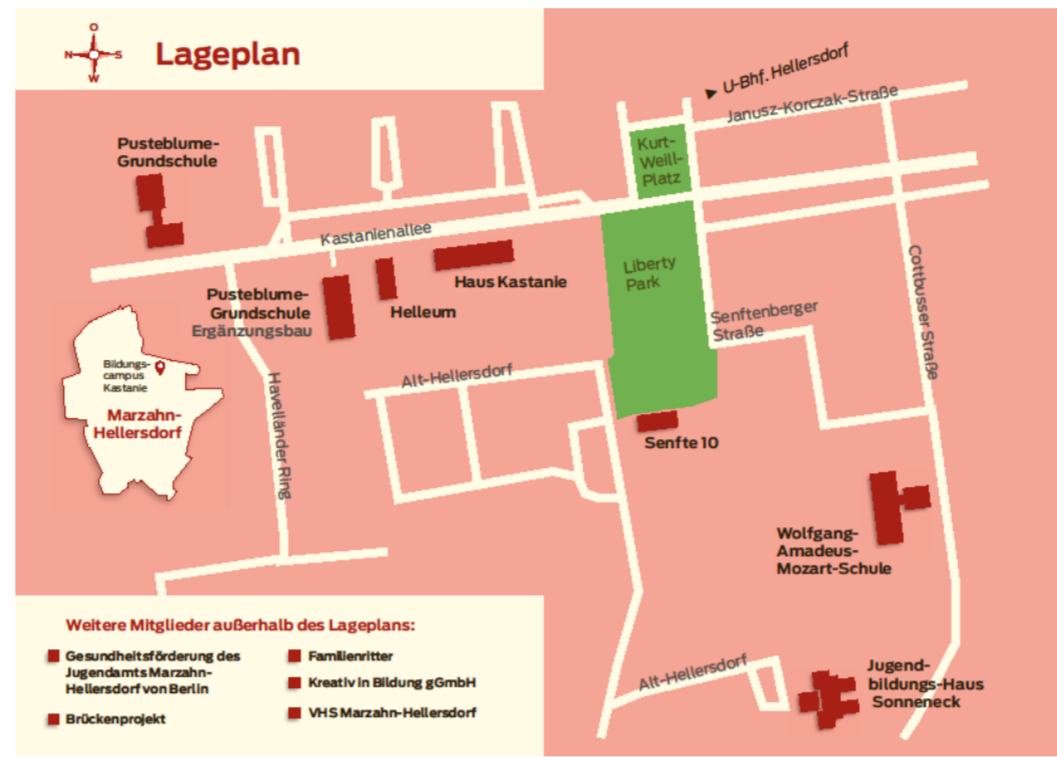 O
N S
W
Lageplan
U-Bhf. Hellersdorf
Janusz-Korczak-Straße
Pusteblume-
Grundschule
Kurt-
Weill-
Platz
Kastanienallee
Haus Kastanie
Liberty
Park
Pusteblume-
Grundschule
Ergänzungsbau
Helleum
Senftenberger
Straße
Cottbusser Straße
Bildungs-
campus
Kastanie
Marzahn-
Hellersdorf
Havelländer Ring
Alt-Hellersdorf
Senfte 10
Wolfgang-
Amadeus-
Mozart-Schule
Alt-Hellersdorf
Jugend-
bildungs-Haus
Sonneneck
Weitere Mitglieder außerhalb des Lageplans:
Gesundheitsförderung des
Jugendamts Marzahn-
Hellersdorf von Berlin
Brückenprojekt
Familienritter
Kreativ in Bildung gGmbH
VHS Marzahn-Hellersdorf